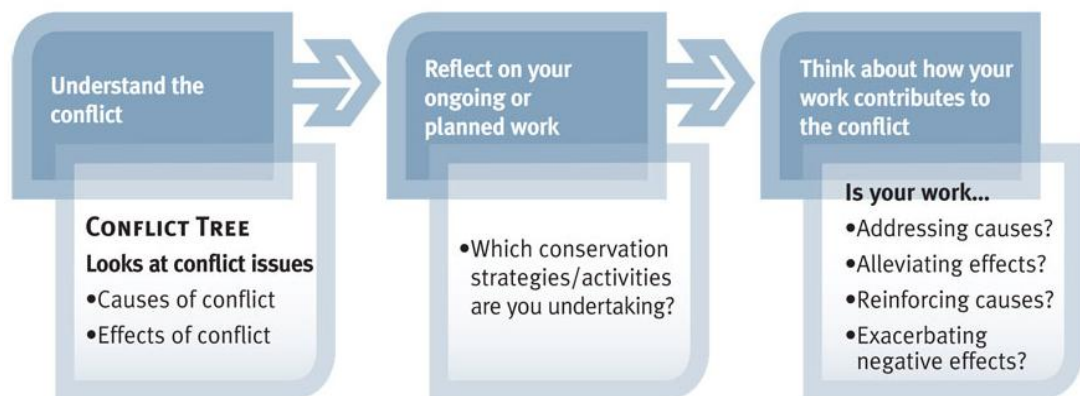 Understand the
conflict
CONFLICT TREE
Looks at conflict issues
•Causes of conflict
•Effects of conflict
Reflect on your
ongoing or
planned work
•Which conservation
strategies/activities
are you undertaking?
Think about how your
work contributes to
the conflict
Is your work...
•Addressing causes?
•Alleviating effects?
•Reinforcing causes?
•Exacerbating
negative effects?